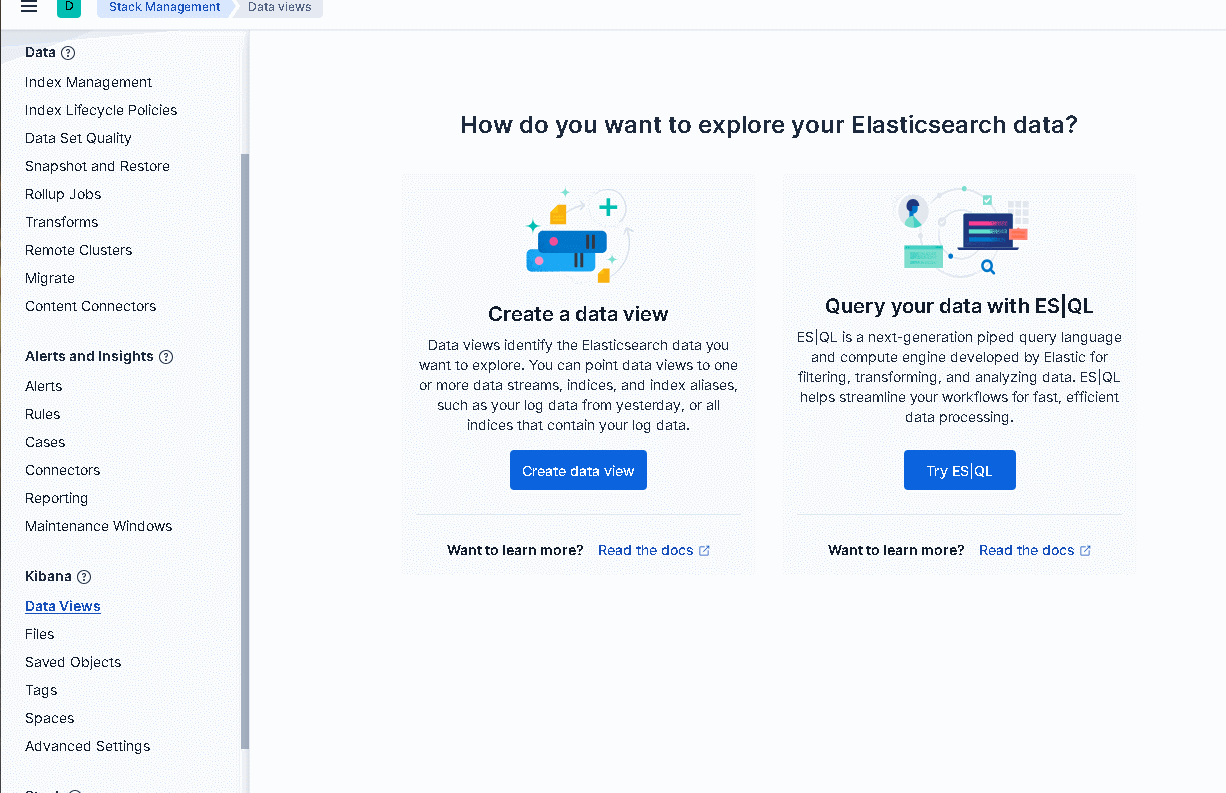 D
Stack Management
Data views
Data
Index Management
Index Lifecycle Policies
Data Set Quality
Snapshot and Restore
Rollup Jobs
Transforms
Remote Clusters
Migrate
Content Connectors
Alerts and Insights
Alerts
Rules
Cases
Connectors
Reporting
Maintenance Windows
Kibana
Data Views
Files
Saved Objects
Tags
Spaces
Advanced Settings
How do you want to explore your Elasticsearch data?
Create a data view
Data views identify the Elasticsearch data you
want to explore. You can point data views to one
or more data streams, indices, and index aliases,
such as your log data from yesterday, or all
indices that contain your log data.
Create data view
Want to learn more? Read the docs
Query your data with ES|QL
ES|QL is a next-generation piped query language
and compute engine developed by Elastic for
filtering, transforming, and analyzing data. ES|QL
helps streamline your workflows for fast, efficient
data processing.
Try ES|QL
Want to learn more? Read the docs